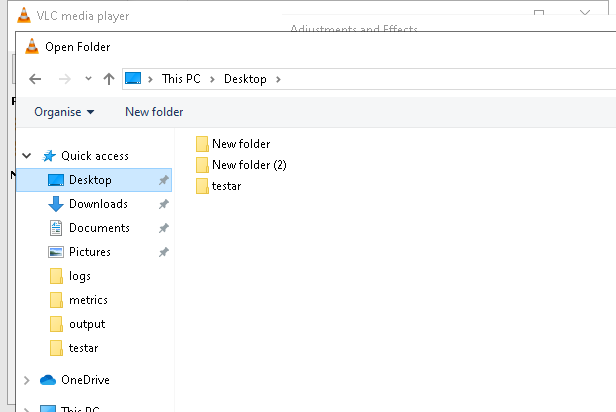 VLC media player
Adjustments and Effects
Open Folder
This PC > Desktop >
Organise New folder
Quick access
Desktop
Downloads
Documents
Pictures
logs
metrics
output
testar
OneDrive
This PC
New folder
New folder (2)
testar